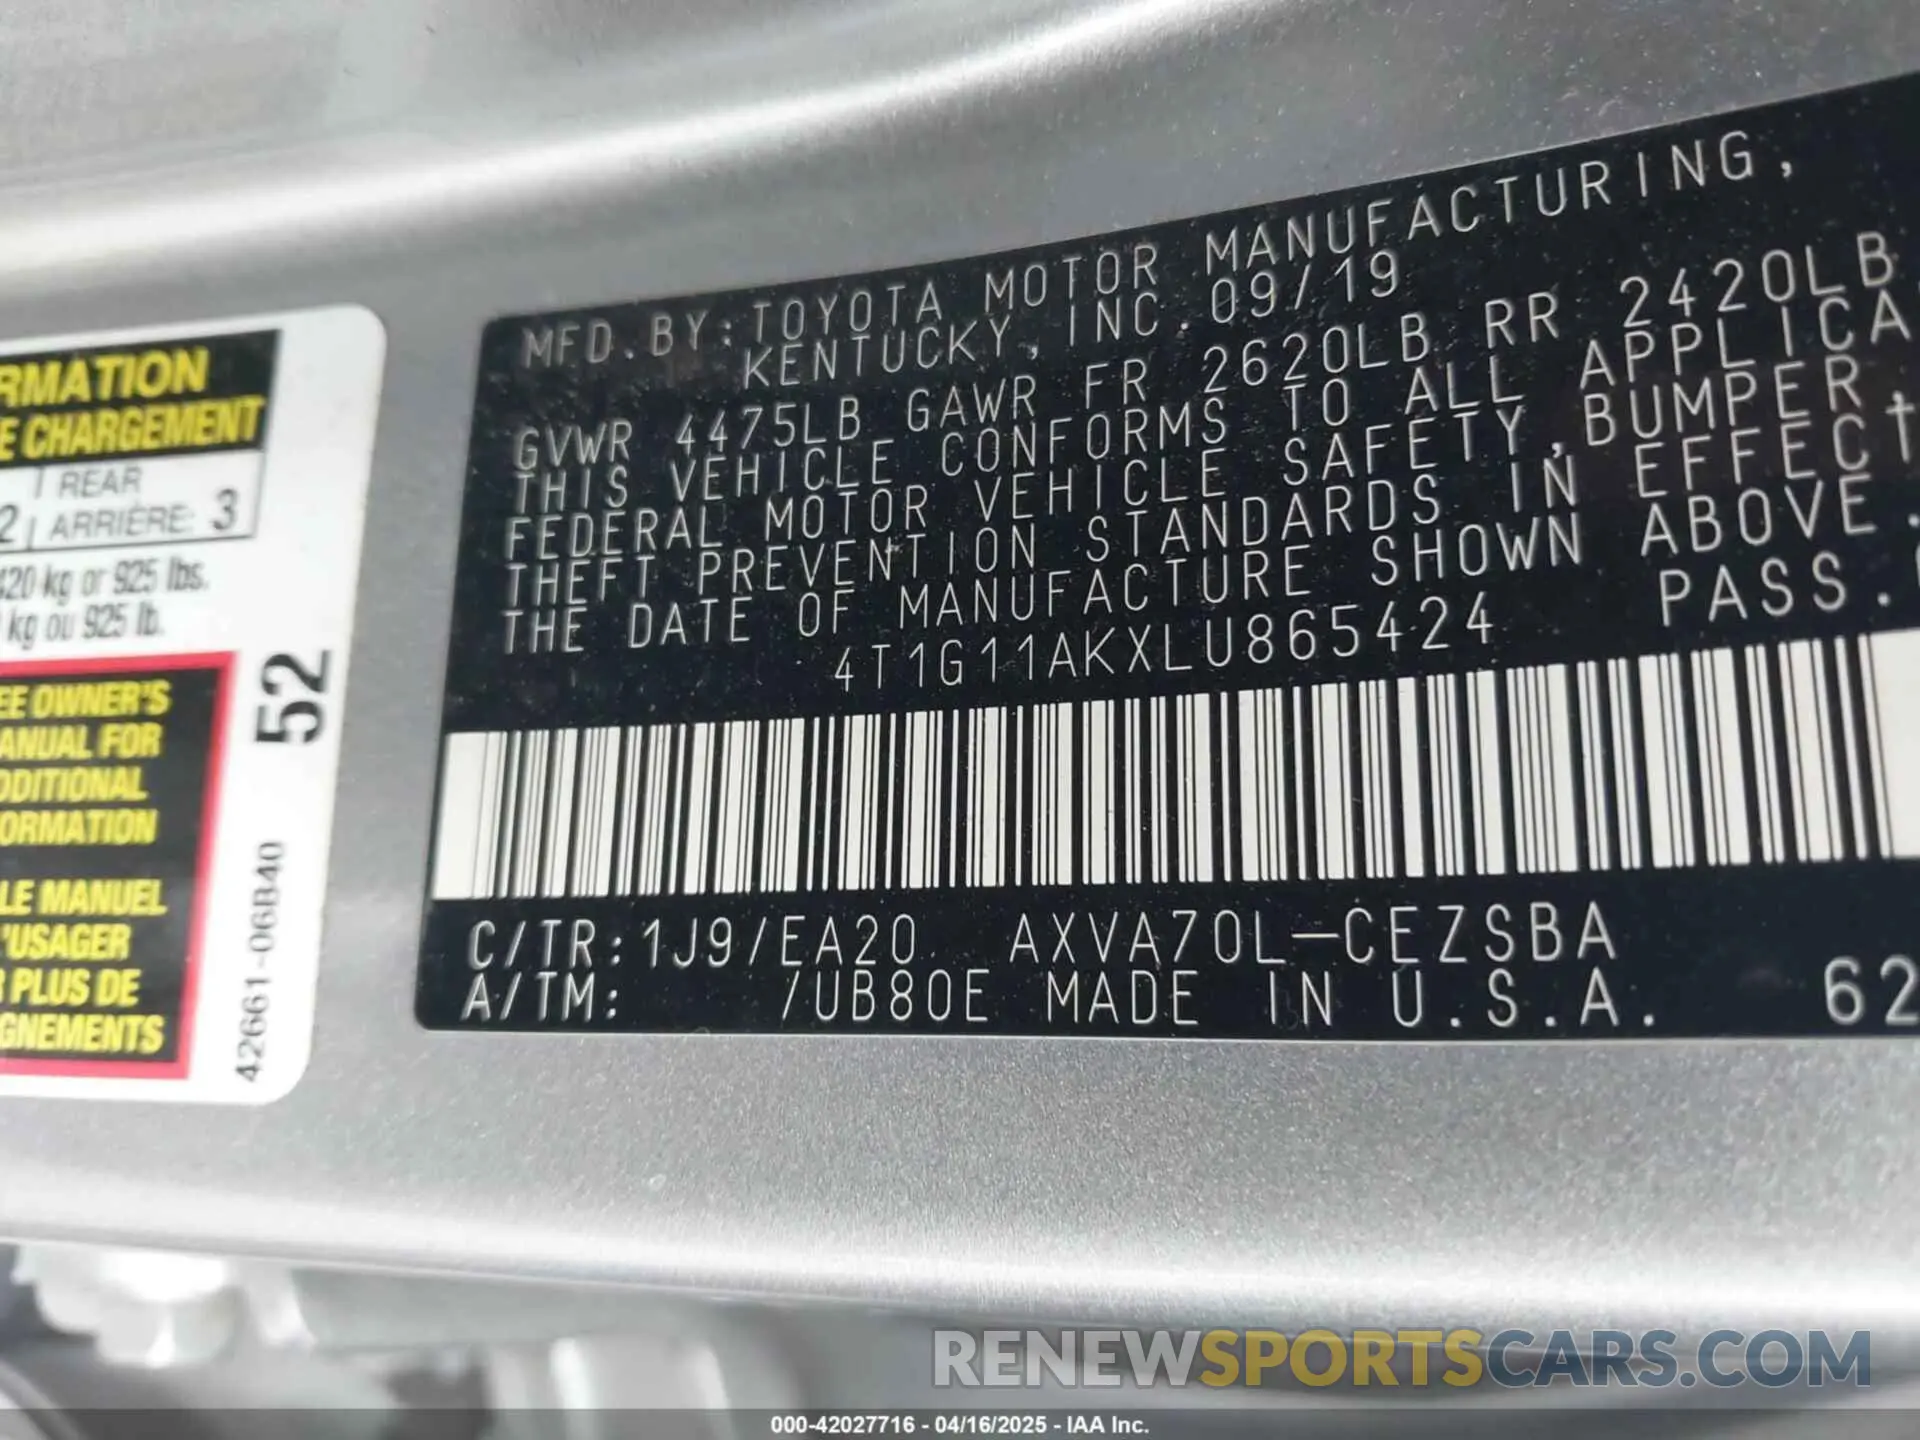 RMATION
E CHARGEMENT
REAR
2 ARRIÈRE: 3
420 kg or 925 lbs.
kg ou 925 lb.
EE OWNER'S
ANUAL FOR
DDITIONAL
FORMATION
LE MANUEL
'USAGER
R PLUS DE
GNEMENTS
52
42661-06B40
MFD. BY: TOYOTA MOTOR MANUFACTURING,
KENTUCKY, INC. 09/19
GVWR 4475LB GAWR FR 2620LB RR 2420LB
THIS VEHICLE CONFORMS TO ALL APPLICA
FEDERAL MOTOR VEHICLE SAFETY, BUMPER,
THEFT PREVENTION STANDARDS IN EFFECT
THE DATE OF MANUFACTURE SHOWN ABOVE.
4T1G11AKXLU865424 PASS.
C/TR: 1J9/EA20 AXVA70L-CEZSBA
A/TM: /UB80E MADE IN U.S.A. 62
RENEWSPORTSCARS.COM
000-42027716 - 04/16/2025 - IAA Inc.